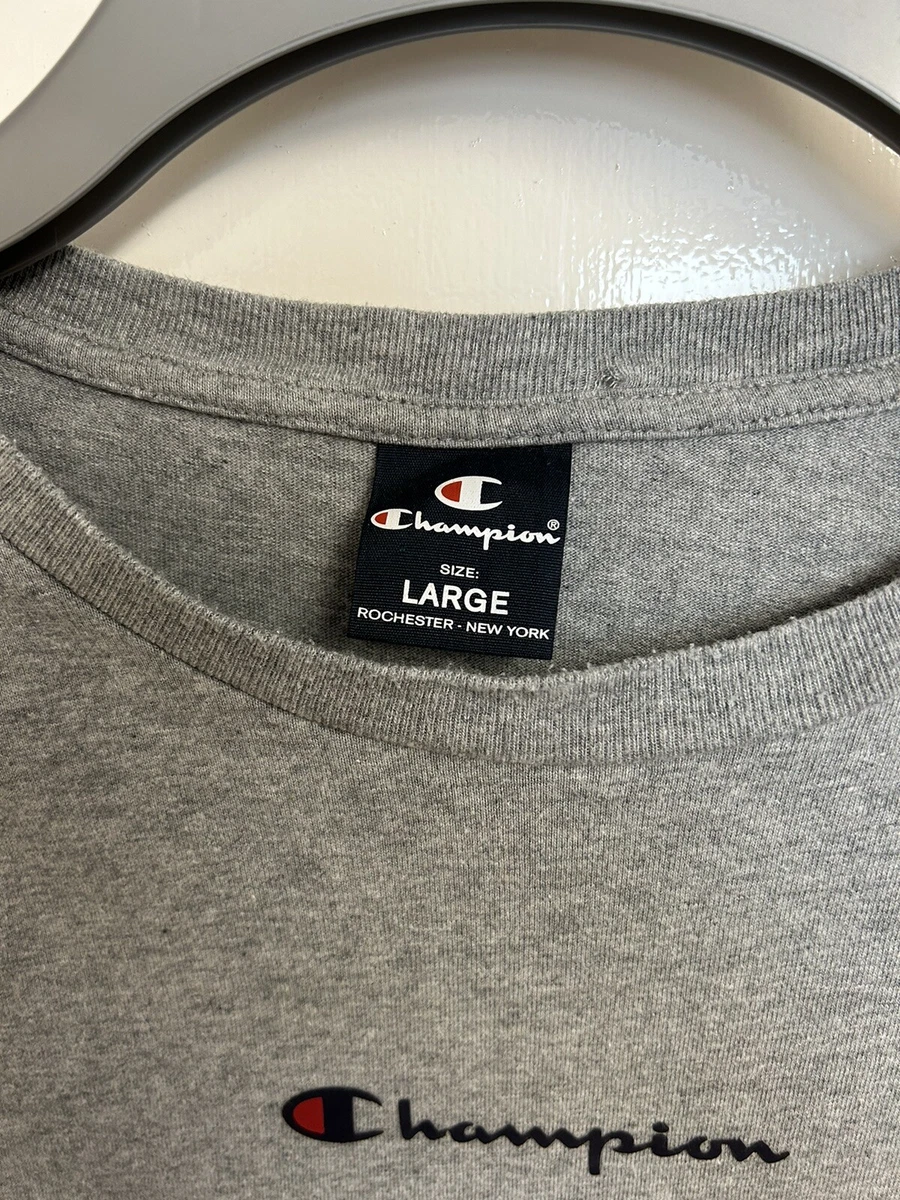 Champion®
SIZE:
LARGE
ROCHESTER - NEW YORK
Champion